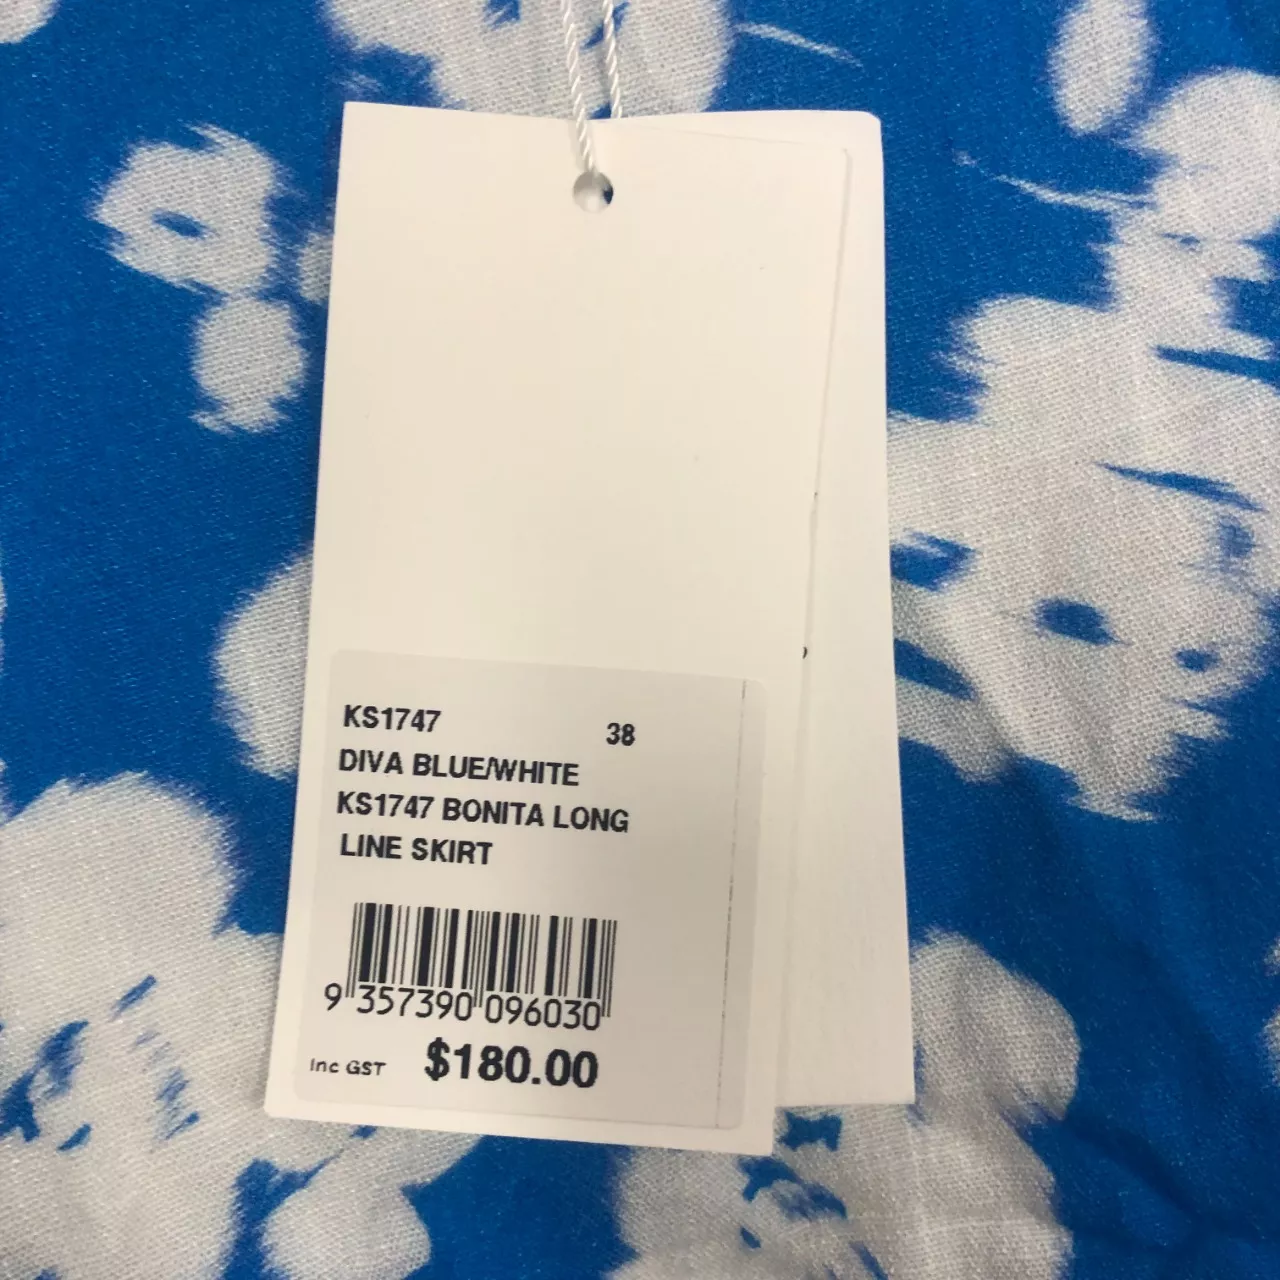 KS1747 38
DIVA BLUE/WHITE
KS1747 BONITA LONG
LINE SKIRT
9 357390 096030
Inc GST $180.00